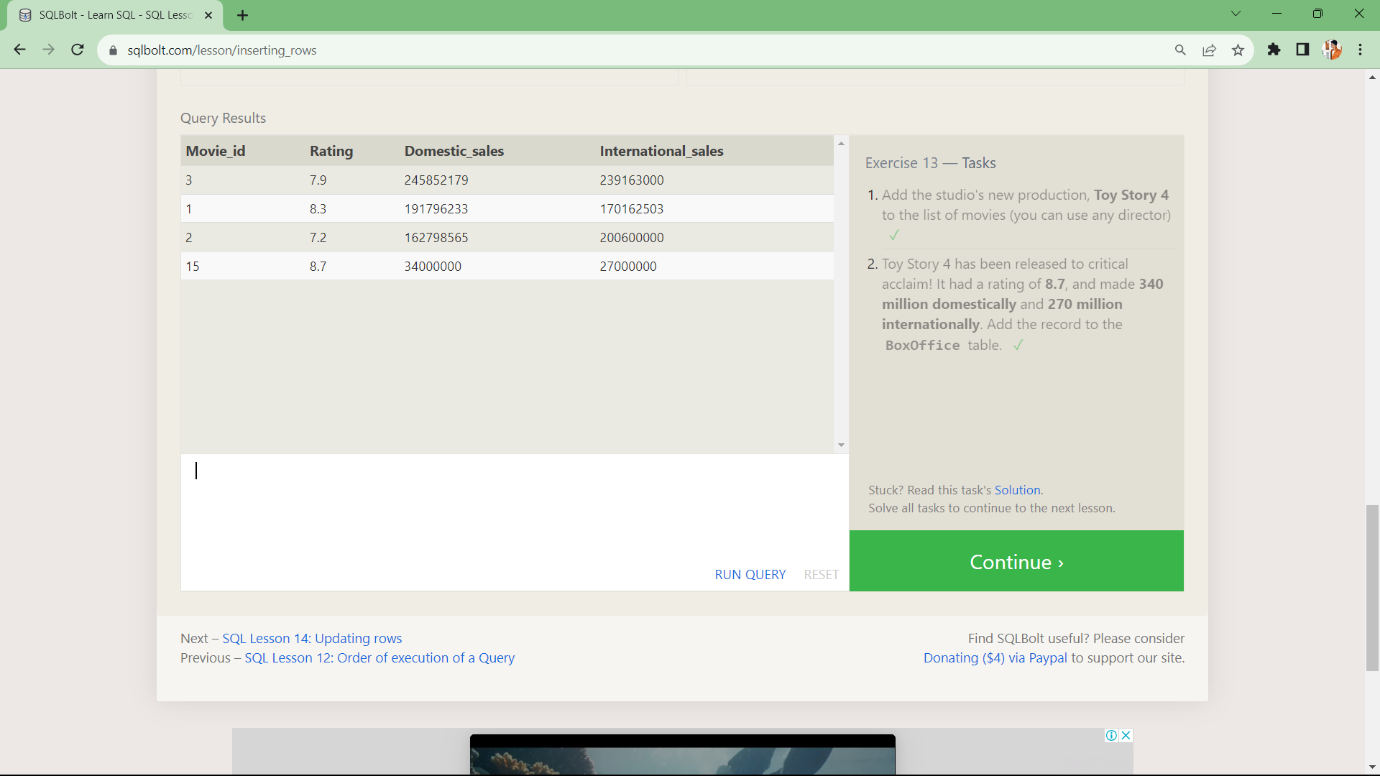 SQLBolt - Learn SQL - SQL Lesso
sqlbolt.com/lesson/inserting_rows
Query Results
Movie_id Rating Domestic_sales International_sales
3 7.9 245852179 239163000
1 8.3 191796233 170162503
2 7.2 162798565 200600000
15 8.7 34000000 27000000
Exercise 13 — Tasks
1. Add the studio's new production, Toy Story 4
to the list of movies (you can use any director)
✓
2. Toy Story 4 has been released to critical
acclaim! It had a rating of 8.7, and made 340
million domestically and 270 million
internationally. Add the record to the
BoxOffice table. ✓
Stuck? Read this task's Solution.
Solve all tasks to continue to the next lesson.
RUN QUERY RESET
Continue ›
Next – SQL Lesson 14: Updating rows
Previous – SQL Lesson 12: Order of execution of a Query
Find SQLBolt useful? Please consider
Donating ($4) via Paypal to support our site.